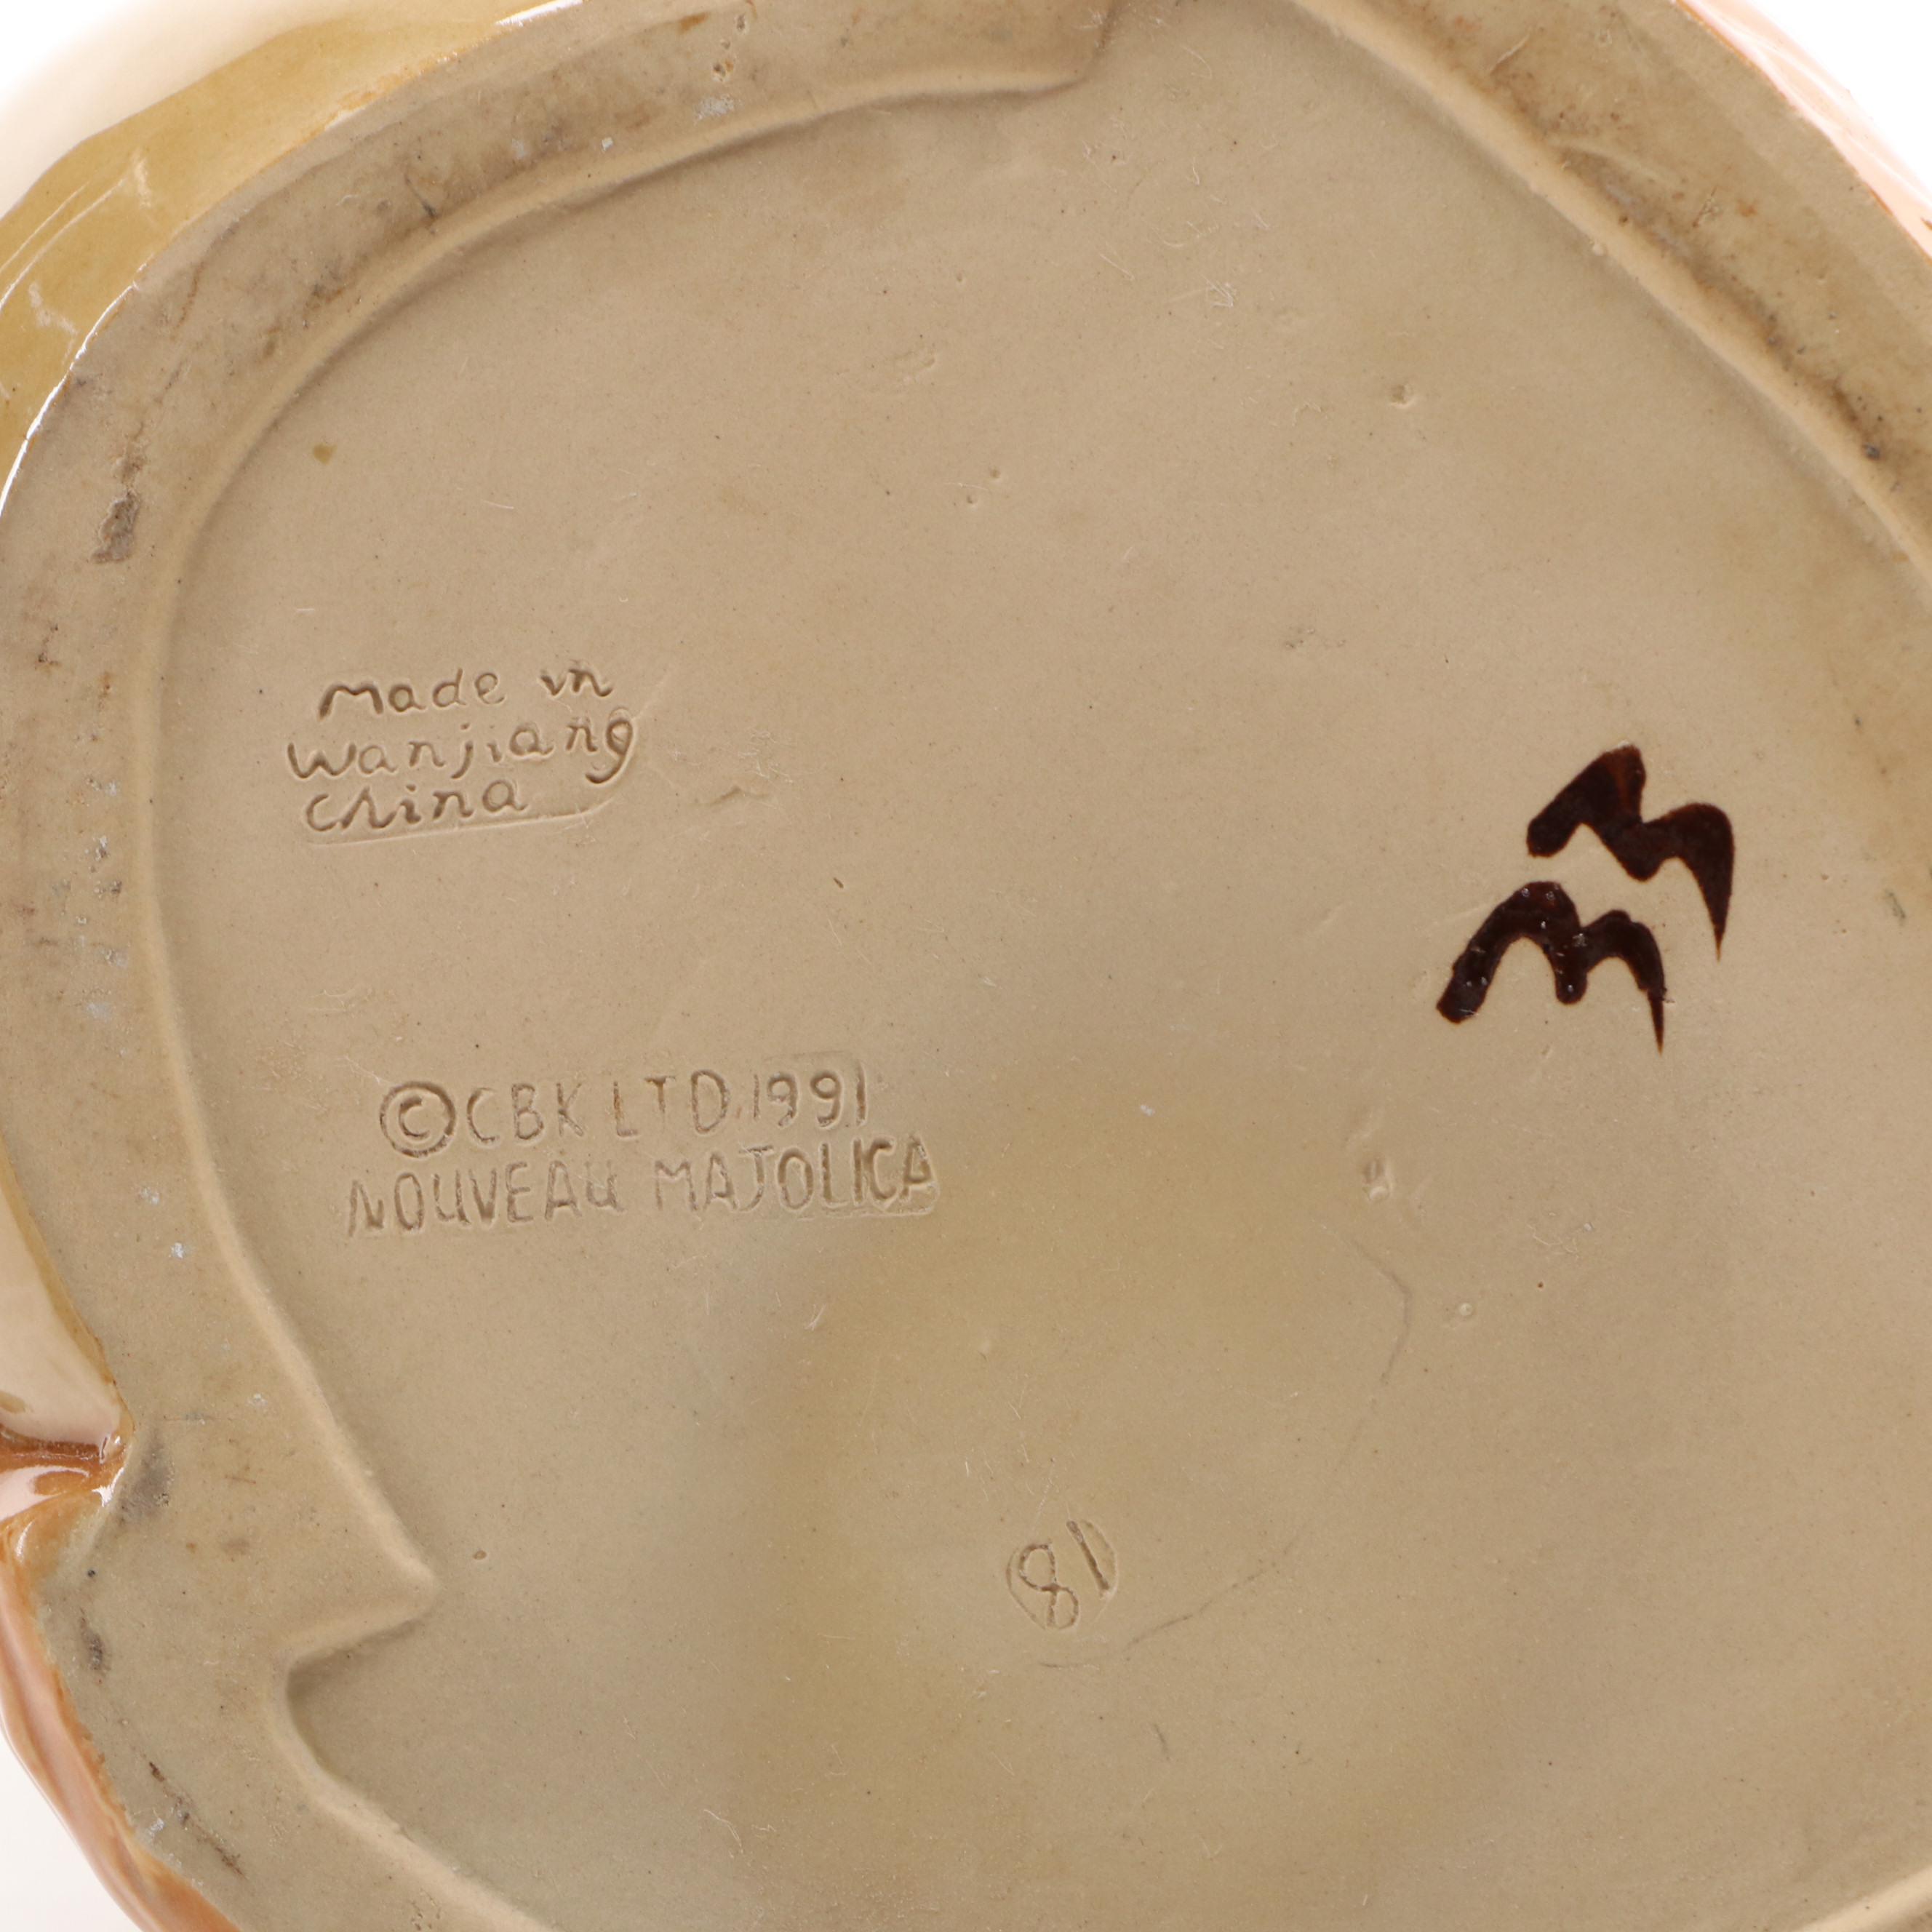 Made in
Wanjiang
China
© CBK LTD. 1991
NOUVEAU MAJOLICA
81